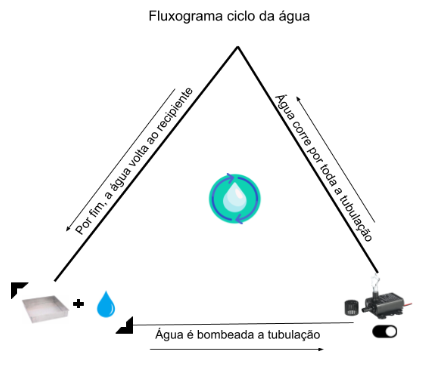 Fluxograma ciclo da água
Por fim, a água volta ao recipiente
Água corre por toda a tubulação
Água é bombeada a tubulação